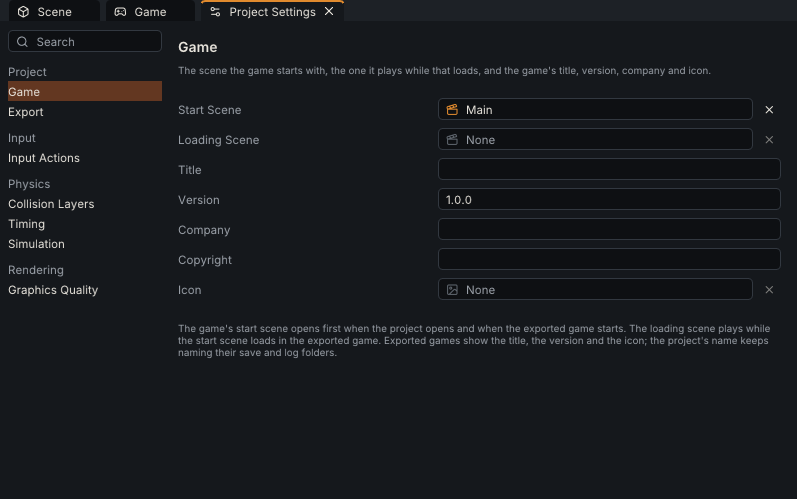 Scene
Game
Project Settings
Search
Project
Game
Export
Input
Input Actions
Physics
Collision Layers
Timing
Simulation
Rendering
Graphics Quality
Game
The scene the game starts with, the one it plays while that loads, and the game's title, version, company and icon.
Start Scene
Main
Loading Scene
None
Title
Version
1.0.0
Company
Copyright
Icon
None
The game's start scene opens first when the project opens and when the exported game starts. The loading scene plays while
the start scene loads in the exported game. Exported games show the title, the version and the icon; the project's name keeps
naming their save and log folders.